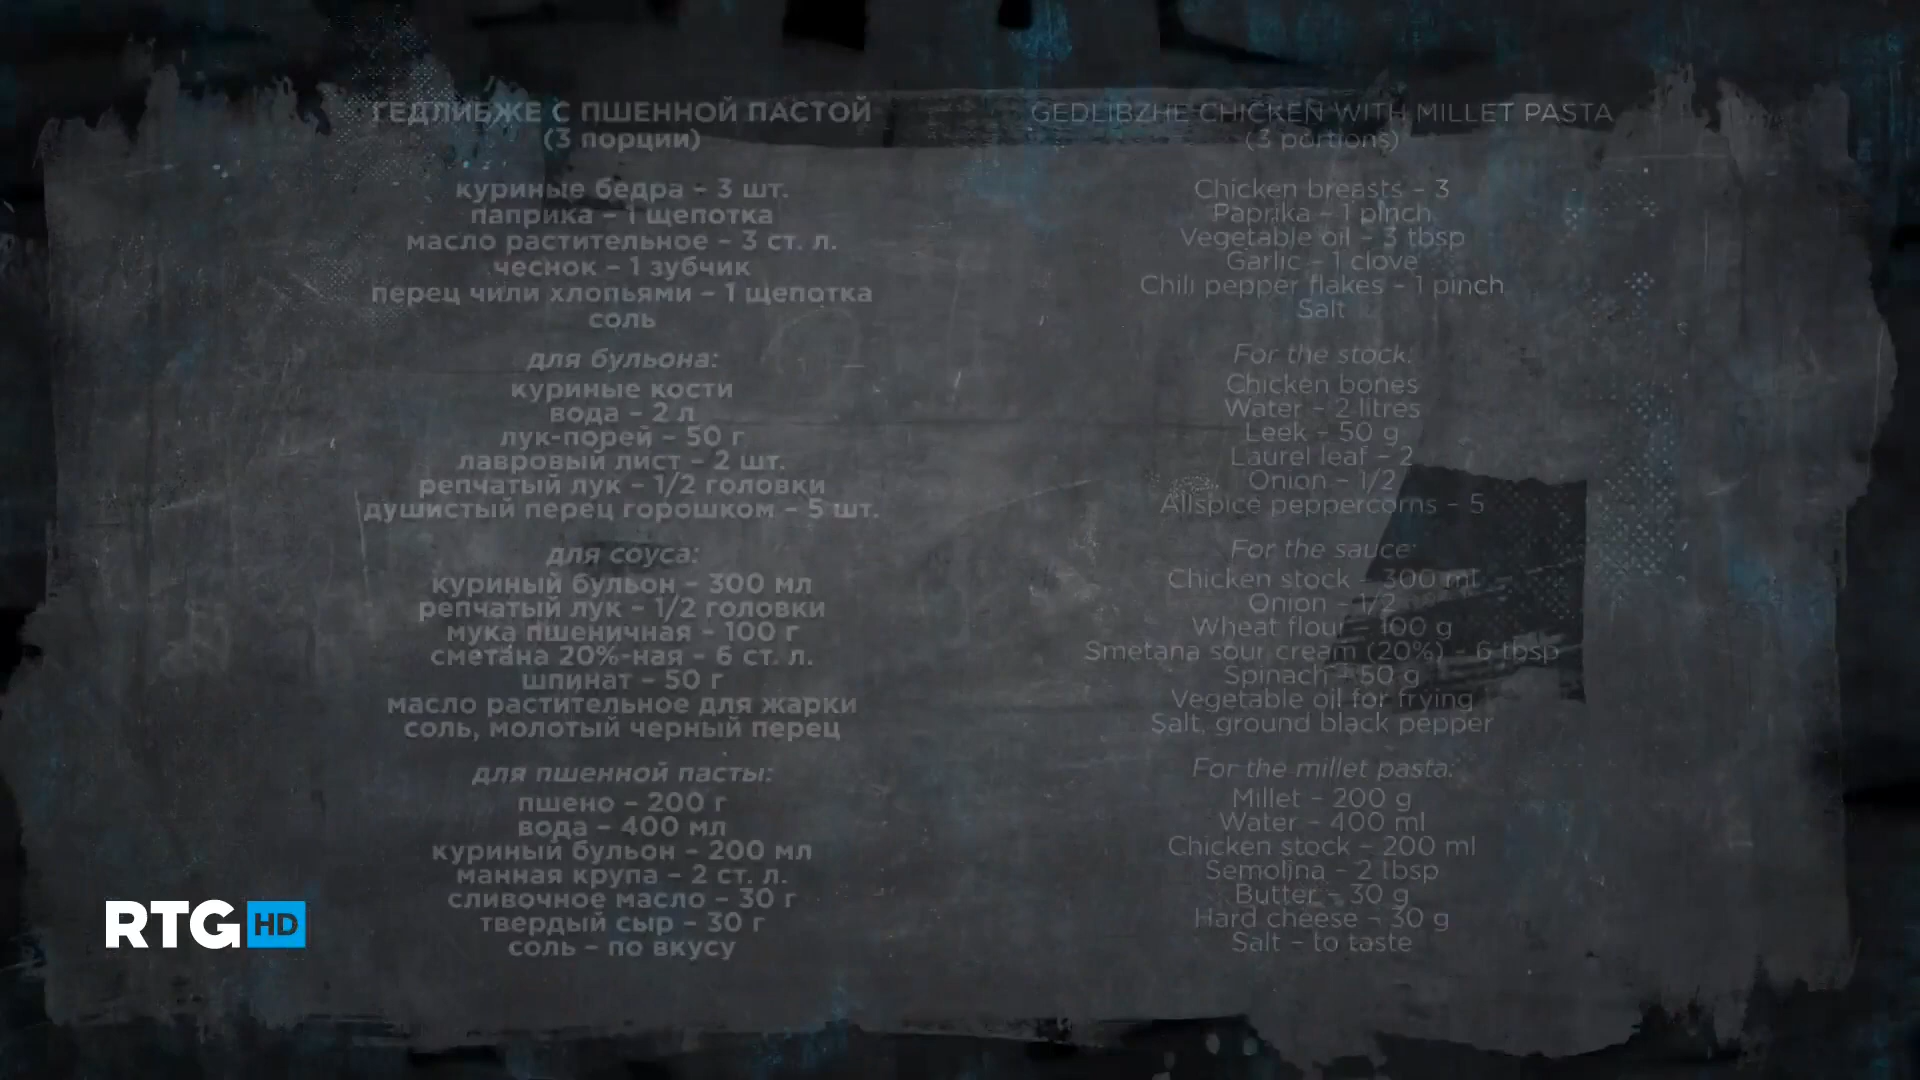 ГЕДЛИБЖЕ С ПШЕННОЙ ПАСТОЙ
(3 порции)
куриные бедра – 3 шт.
паприка – 1 щепотка
масло растительное – 3 ст. л.
чеснок – 1 зубчик
перец чили хлопьями – 1 щепотка
соль
для бульона:
куриные кости
вода – 2 л
лук-порей – 50 г
лавровый лист – 2 шт.
репчатый лук – 1/2 головки
душистый перец горошком – 5 шт.
для соуса:
куриный бульон – 300 мл
репчатый лук – 1/2 головки
мука пшеничная – 100 г
сметана 20%-ная – 6 ст. л.
шпинат – 50 г
масло растительное для жарки
соль, молотый черный перец
для пшенной пасты:
пшено – 200 г
вода – 400 мл
куриный бульон – 200 мл
манная крупа – 2 ст. л.
сливочное масло – 30 г
твердый сыр – 30 г
соль – по вкусу
GEDLIBZHE CHICKEN WITH MILLET PASTA
(3 portions)
Chicken breasts – 3
Paprika – 1 pinch
Vegetable oil – 3 tbsp
Garlic – 1 clove
Chili pepper flakes – 1 pinch
Salt
For the stock:
Chicken bones
Water – 2 litres
Leek – 50 g
Laurel leaf – 2
Onion – 1/2
Allspice peppercorns – 5
For the sauce:
Chicken stock – 300 ml
Onion – 1/2
Wheat flour – 100 g
Smetana sour cream (20%) – 6 tbsp
Spinach – 50 g
Vegetable oil for frying
Salt, ground black pepper
For the millet pasta:
Millet – 200 g
Water – 400 ml
Chicken stock – 200 ml
Semolina – 2 tbsp
Butter – 30 g
Hard cheese – 30 g
Salt – to taste
RTG HD